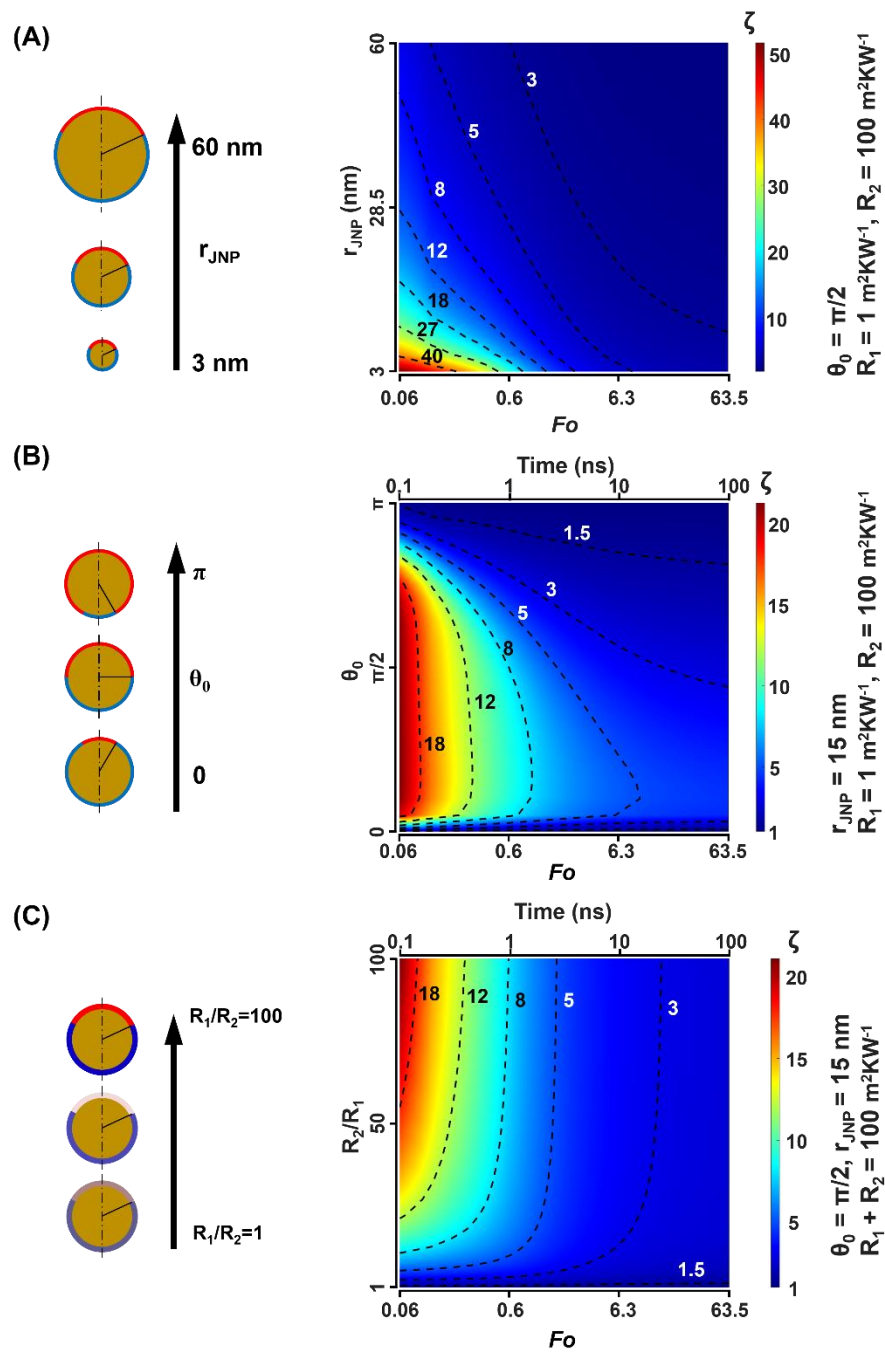 (A)
60 nm
r_JNP
3 nm
ζ
60
28.5
3
r_JNP (nm)
3
5
8
12
18
27
40
0.06
0.6
6.3
63.5
Fo
50
40
30
20
10
θ₀ = π/2
R₁ = 1 m²KW⁻¹, R₂ = 100 m²KW⁻¹
(B)
π
θ₀
0
Time (ns)
0.1
1
10
100
ζ
π
π/2
0
θ₀
1.5
3
5
8
12
18
0.06
0.6
6.3
63.5
Fo
20
15
10
5
1
r_JNP = 15 nm
R₁ = 1 m²KW⁻¹, R₂ = 100 m²KW⁻¹
(C)
R₁/R₂=100
R₁/R₂=1
Time (ns)
0.1
1
10
100
ζ
100
50
1
R₂/R₁
18
12
8
5
3
1.5
0.06
0.6
6.3
63.5
Fo
20
15
10
5
1
θ₀ = π/2, r_JNP = 15 nm
R₁ + R₂ = 100 m²KW⁻¹